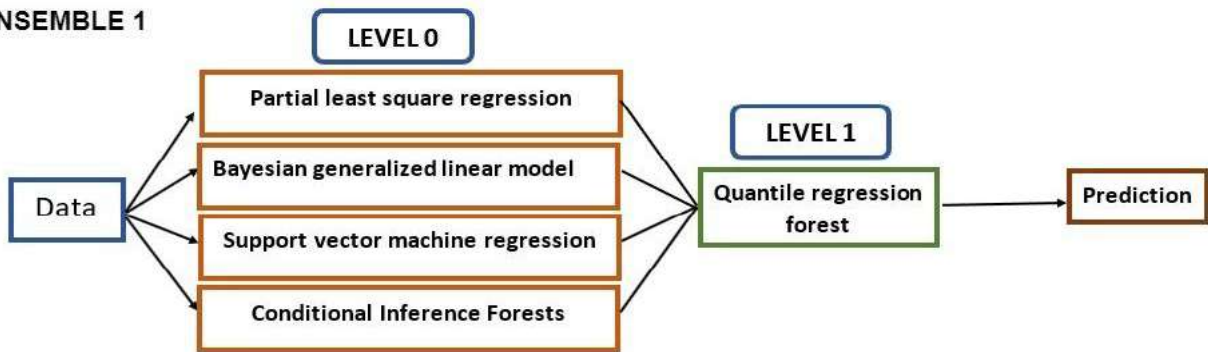 NSEMBLE 1
LEVEL 0
Partial least square regression
Bayesian generalized linear model
Support vector machine regression
Conditional Inference Forests
Data
LEVEL 1
Quantile regression
forest
Prediction